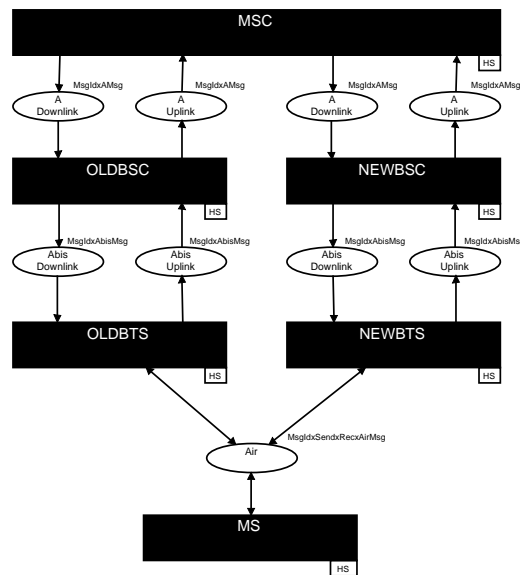 MSC
HS
MsgIdxAMsg
MsgIdxAMsg
MsgIdxAMsg
MsgIdxAMsg
A
Downlink
A
Uplink
A
Downlink
A
Uplink
OLDBSC
HS
NEWBSC
HS
MsgIdxAbisMsg
MsgIdxAbisMsg
MsgIdxAbisMsg
MsgIdxAbisMs
Abis
Downlink
Abis
Uplink
Abis
Downlink
Abis
Uplink
OLDBTS
HS
NEWBTS
HS
MsgIdxSendxRecxAirMsg
Air
MS
HS